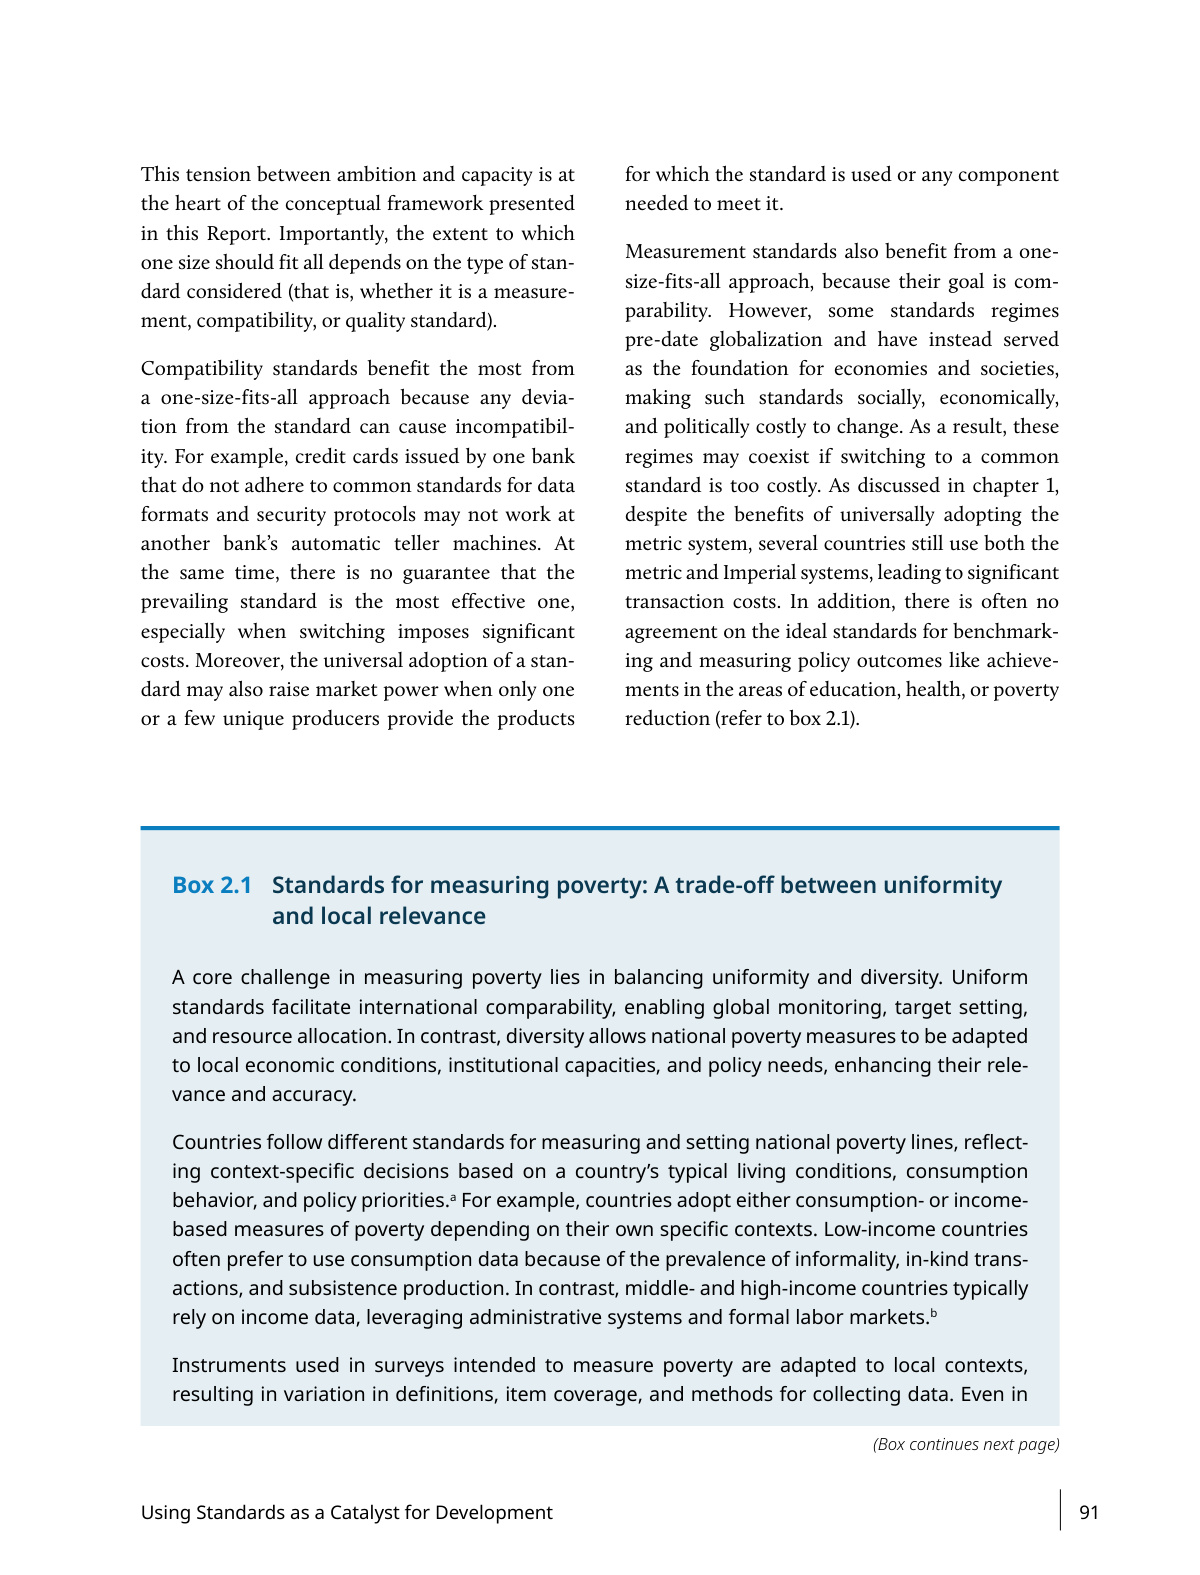 This tension between ambition and capacity is at
the heart of the conceptual framework presented
in this Report. Importantly, the extent to which
one size should fit all depends on the type of stan-
dard considered (that is, whether it is a measure-
ment, compatibility, or quality standard).
Compatibility standards benefit the most from
a one-size-fits-all approach because any devia-
tion from the standard can cause incompatibil-
ity. For example, credit cards issued by one bank
that do not adhere to common standards for data
formats and security protocols may not work at
another bank’s automatic teller machines. At
the same time, there is no guarantee that the
prevailing standard is the most effective one,
especially when switching imposes significant
costs. Moreover, the universal adoption of a stan-
dard may also raise market power when only one
or a few unique producers provide the products
for which the standard is used or any component
needed to meet it.
Measurement standards also benefit from a one-
size-fits-all approach, because their goal is com-
parability. However, some standards regimes
pre-date globalization and have instead served
as the foundation for economies and societies,
making such standards socially, economically,
and politically costly to change. As a result, these
regimes may coexist if switching to a common
standard is too costly. As discussed in chapter 1,
despite the benefits of universally adopting the
metric system, several countries still use both the
metric and Imperial systems, leading to significant
transaction costs. In addition, there is often no
agreement on the ideal standards for benchmark-
ing and measuring policy outcomes like achieve-
ments in the areas of education, health, or poverty
reduction (refer to box 2.1).
Box 2.1 Standards for measuring poverty: A trade-off between uniformity
and local relevance
A core challenge in measuring poverty lies in balancing uniformity and diversity. Uniform
standards facilitate international comparability, enabling global monitoring, target setting,
and resource allocation. In contrast, diversity allows national poverty measures to be adapted
to local economic conditions, institutional capacities, and policy needs, enhancing their rele-
vance and accuracy.
Countries follow different standards for measuring and setting national poverty lines, reflect-
ing context-specific decisions based on a country’s typical living conditions, consumption
behavior, and policy priorities.ᵃ For example, countries adopt either consumption- or income-
based measures of poverty depending on their own specific contexts. Low-income countries
often prefer to use consumption data because of the prevalence of informality, in-kind trans-
actions, and subsistence production. In contrast, middle- and high-income countries typically
rely on income data, leveraging administrative systems and formal labor markets.ᵇ
Instruments used in surveys intended to measure poverty are adapted to local contexts,
resulting in variation in definitions, item coverage, and methods for collecting data. Even in
(Box continues next page)
Using Standards as a Catalyst for Development
91